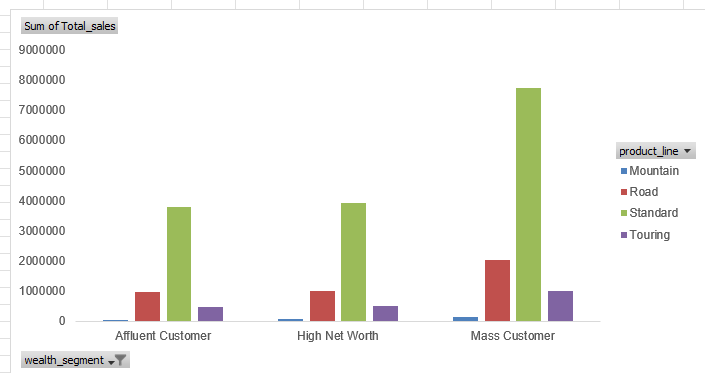 Sum of Total_sales
9000000
8000000
7000000
6000000
5000000
4000000
3000000
2000000
1000000
0
Affluent Customer
High Net Worth
Mass Customer
product_line
Mountain
Road
Standard
Touring
wealth_segment